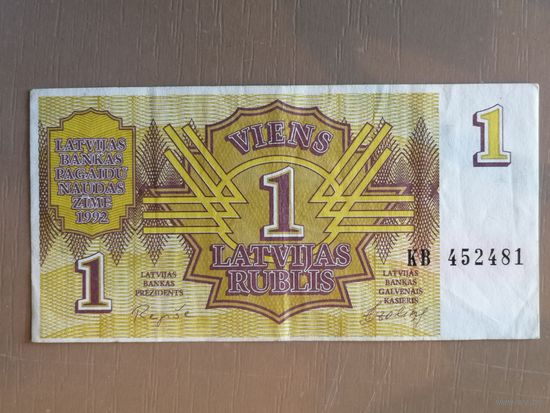 LATVIJAS
BANKAS
PAGAIDU
NAUDAS
ZĪME
1992
VIENS
1
LATVIJAS
RUBLIS
1
1
KB 452481
LATVIJAS
BANKAS
PREZIDENTS
LATVIJAS
BANKAS
GALVENAIS
KASIERIS